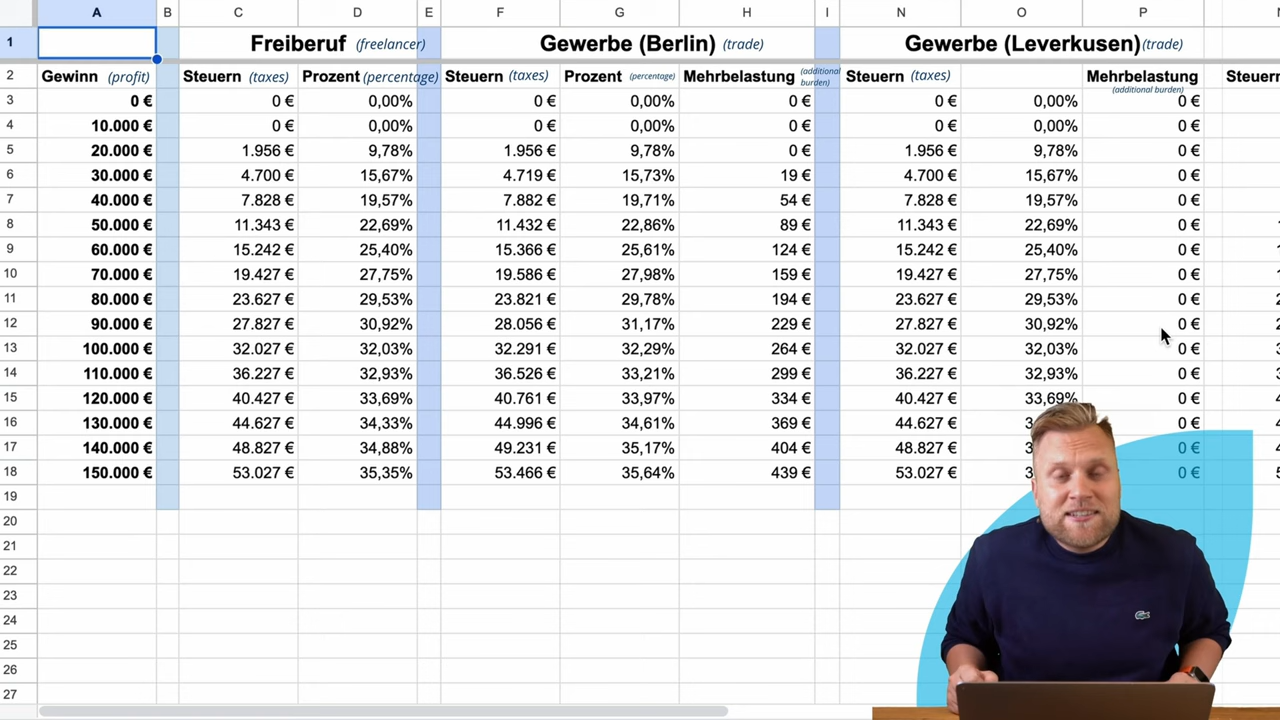 A B C D E F G H I N O P
1 Freiberuf (freelancer) Gewerbe (Berlin) (trade) Gewerbe (Leverkusen) (trade)
2 Gewinn (profit) Steuern (taxes) Prozent (percentage) Steuern (taxes) Prozent (percentage) Mehrbelastung (additional burden) Steuern (taxes) Mehrbelastung (additional burden) Steuern
3 0 € 0 € 0,00% 0 € 0,00% 0 € 0 € 0,00% 0 €
4 10.000 € 0 € 0,00% 0 € 0,00% 0 € 0 € 0,00% 0 €
5 20.000 € 1.956 € 9,78% 1.956 € 9,78% 0 € 1.956 € 9,78% 0 €
6 30.000 € 4.700 € 15,67% 4.719 € 15,73% 19 € 4.700 € 15,67% 0 €
7 40.000 € 7.828 € 19,57% 7.882 € 19,71% 54 € 7.828 € 19,57% 0 €
8 50.000 € 11.343 € 22,69% 11.432 € 22,86% 89 € 11.343 € 22,69% 0 €
9 60.000 € 15.242 € 25,40% 15.366 € 25,61% 124 € 15.242 € 25,40% 0 €
10 70.000 € 19.427 € 27,75% 19.586 € 27,98% 159 € 19.427 € 27,75% 0 €
11 80.000 € 23.627 € 29,53% 23.821 € 29,78% 194 € 23.627 € 29,53% 0 €
12 90.000 € 27.827 € 30,92% 28.056 € 31,17% 229 € 27.827 € 30,92% 0 €
13 100.000 € 32.027 € 32,03% 32.291 € 32,29% 264 € 32.027 € 32,03% 0 €
14 110.000 € 36.227 € 32,93% 36.526 € 33,21% 299 € 36.227 € 32,93% 0 €
15 120.000 € 40.427 € 33,69% 40.761 € 33,97% 334 € 40.427 € 33,69% 0 €
16 130.000 € 44.627 € 34,33% 44.996 € 34,61% 369 € 44.627 € 0 €
17 140.000 € 48.827 € 34,88% 49.231 € 35,17% 404 € 48.827 € 0 €
18 150.000 € 53.027 € 35,35% 53.466 € 35,64% 439 € 53.027 € 0 €
19
20
21
22
23
24
25
26
27